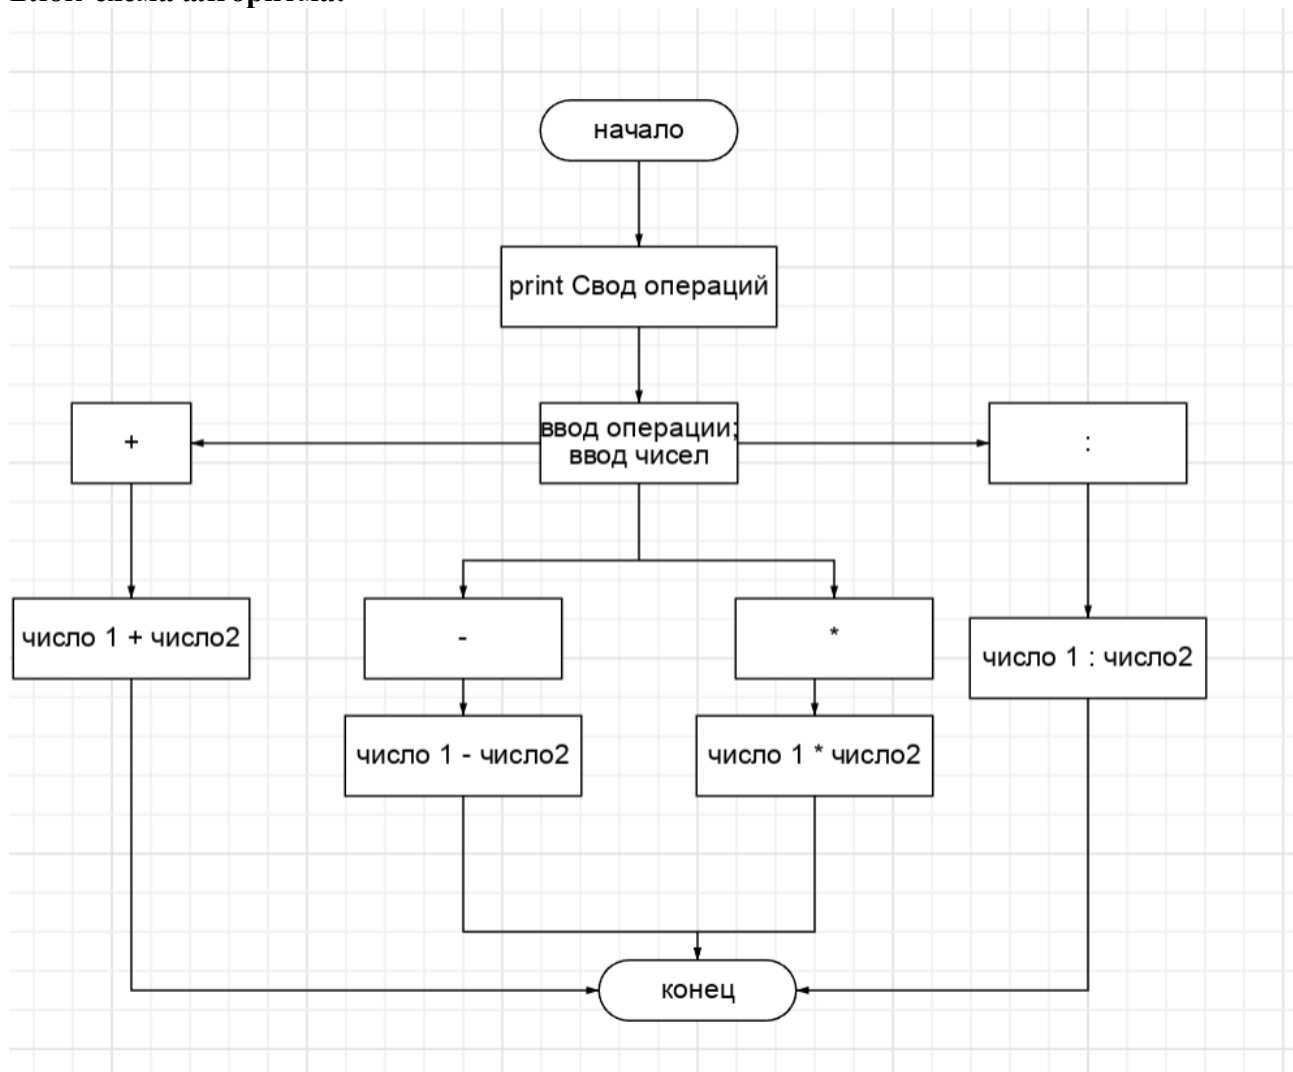 начало
print Свод операций
+
ввод операции;
ввод чисел
:
число 1 + число2
-
*
число 1 : число2
число 1 - число2
число 1 * число2
конец